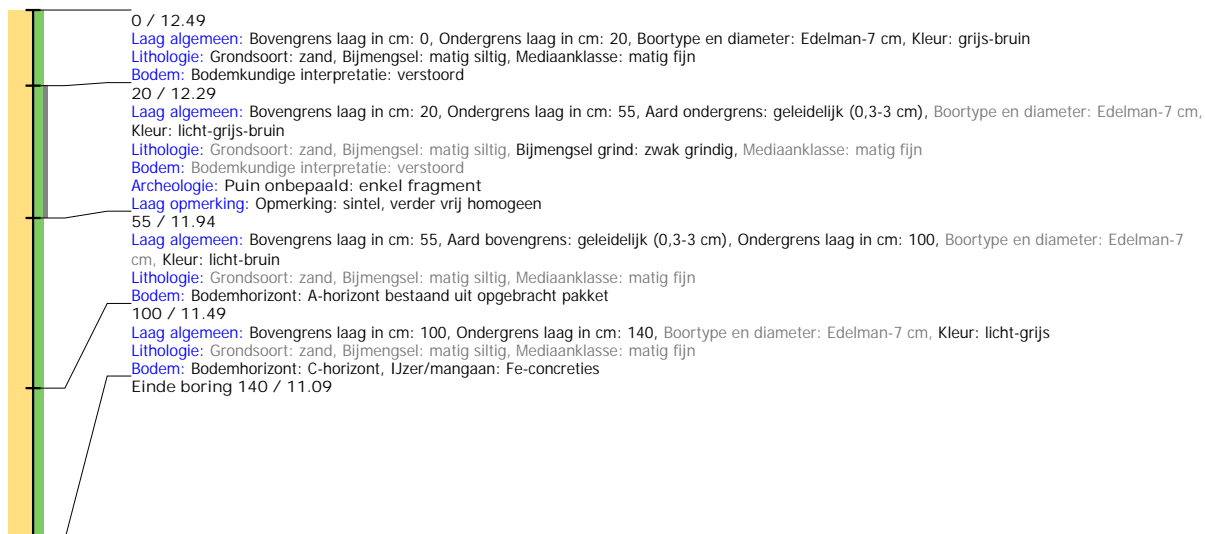 0 / 12.49
Laag algemeen: Bovengrens laag in cm: 0, Ondergrens laag in cm: 20, Boortype en diameter: Edelman-7 cm, Kleur: grijs-bruin
Lithologie: Grondsoort: zand, Bijmengsel: matig siltig, Mediaanklasse: matig fijn
Bodem: Bodemkundige interpretatie: verstoord
20 / 12.29
Laag algemeen: Bovengrens laag in cm: 20, Ondergrens laag in cm: 55, Aard ondergrens: geleidelijk (0,3-3 cm), Boortype en diameter: Edelman-7 cm,
Kleur: licht-grijs-bruin
Lithologie: Grondsoort: zand, Bijmengsel: matig siltig, Bijmengsel grind: zwak grindig, Mediaanklasse: matig fijn
Bodem: Bodemkundige interpretatie: verstoord
Archeologie: Puin onbepaald: enkel fragment
Laag opmerking: Opmerking: sintel, verder vrij homogeen
55 / 11.94
Laag algemeen: Bovengrens laag in cm: 55, Aard bovengrens: geleidelijk (0,3-3 cm), Ondergrens laag in cm: 100, Boortype en diameter: Edelman-7
cm, Kleur: licht-bruin
Lithologie: Grondsoort: zand, Bijmengsel: matig siltig, Mediaanklasse: matig fijn
Bodem: Bodemhorizont: A-horizont bestaand uit opgebracht pakket
100 / 11.49
Laag algemeen: Bovengrens laag in cm: 100, Ondergrens laag in cm: 140, Boortype en diameter: Edelman-7 cm, Kleur: licht-grijs
Lithologie: Grondsoort: zand, Bijmengsel: matig siltig, Mediaanklasse: matig fijn
Bodem: Bodemhorizont: C-horizont, IJzer/mangaan: Fe-concreties
Einde boring 140 / 11.09